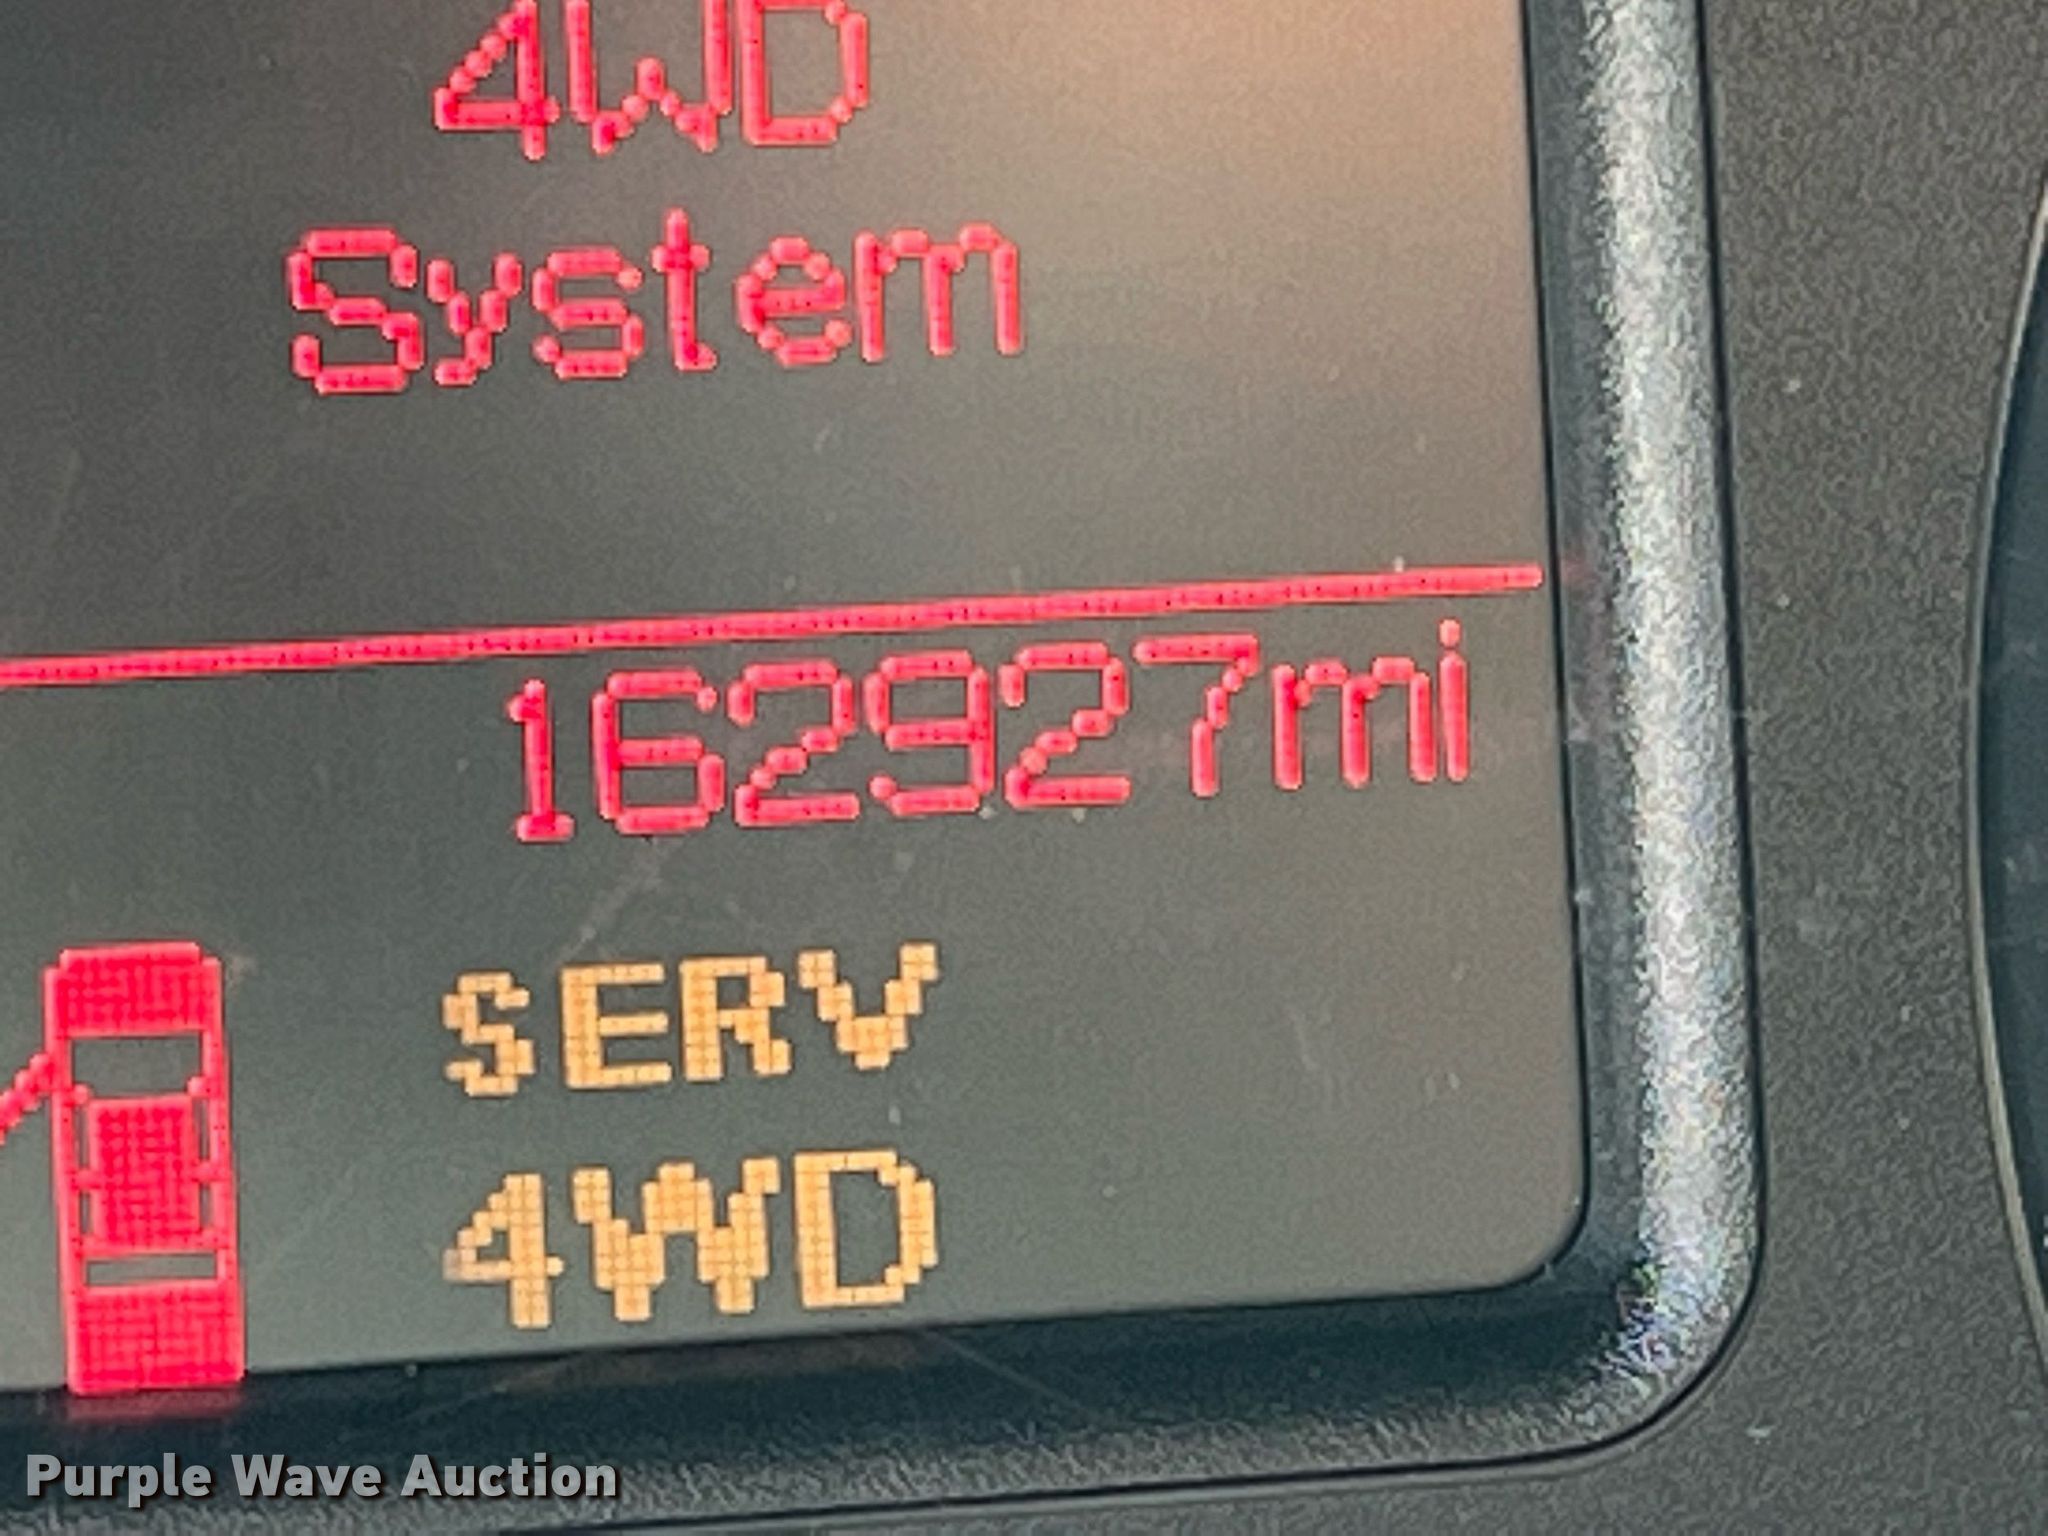 4WD
System
162927mi
SERV
4WD
Purple Wave Auction